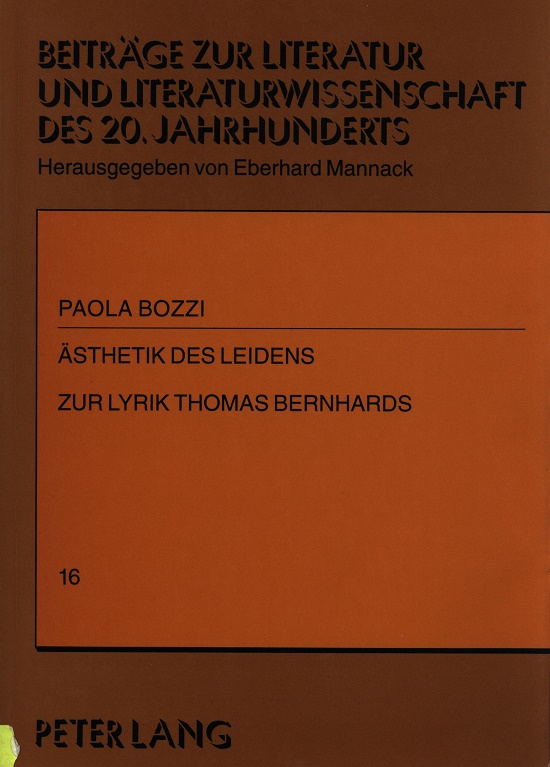 BEITRÄGE ZUR LITERATUR
UND LITERATURWISSENSCHAFT
DES 20. JAHRHUNDERTS
Herausgegeben von Eberhard Mannack
PAOLA BOZZI
ÄSTHETIK DES LEIDENS
ZUR LYRIK THOMAS BERNHARDS
16
PETER LANG